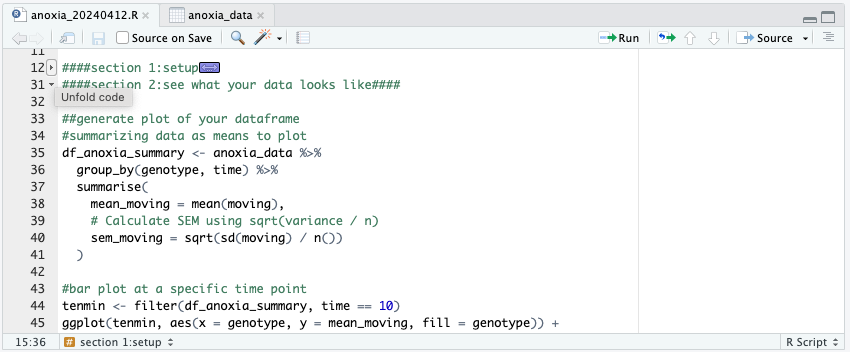 anoxia_20240412.R
anoxia_data
Source on Save
Run
Source
11
12 ####section 1:setup
31 ####section 2:see what your data looks like####
Unfold code
32
33 ##generate plot of your dataframe
34 #summarizing data as means to plot
35 df_anoxia_summary <- anoxia_data %>%
36   group_by(genotype, time) %>%
37   summarise(
38     mean_moving = mean(moving),
39     # Calculate SEM using sqrt(variance / n)
40     sem_moving = sqrt(sd(moving) / n())
41   )
42
43 #bar plot at a specific time point
44 tenmin <- filter(df_anoxia_summary, time == 10)
45 ggplot(tenmin, aes(x = genotype, y = mean_moving, fill = genotype)) +
15:36 # section 1:setup R Script